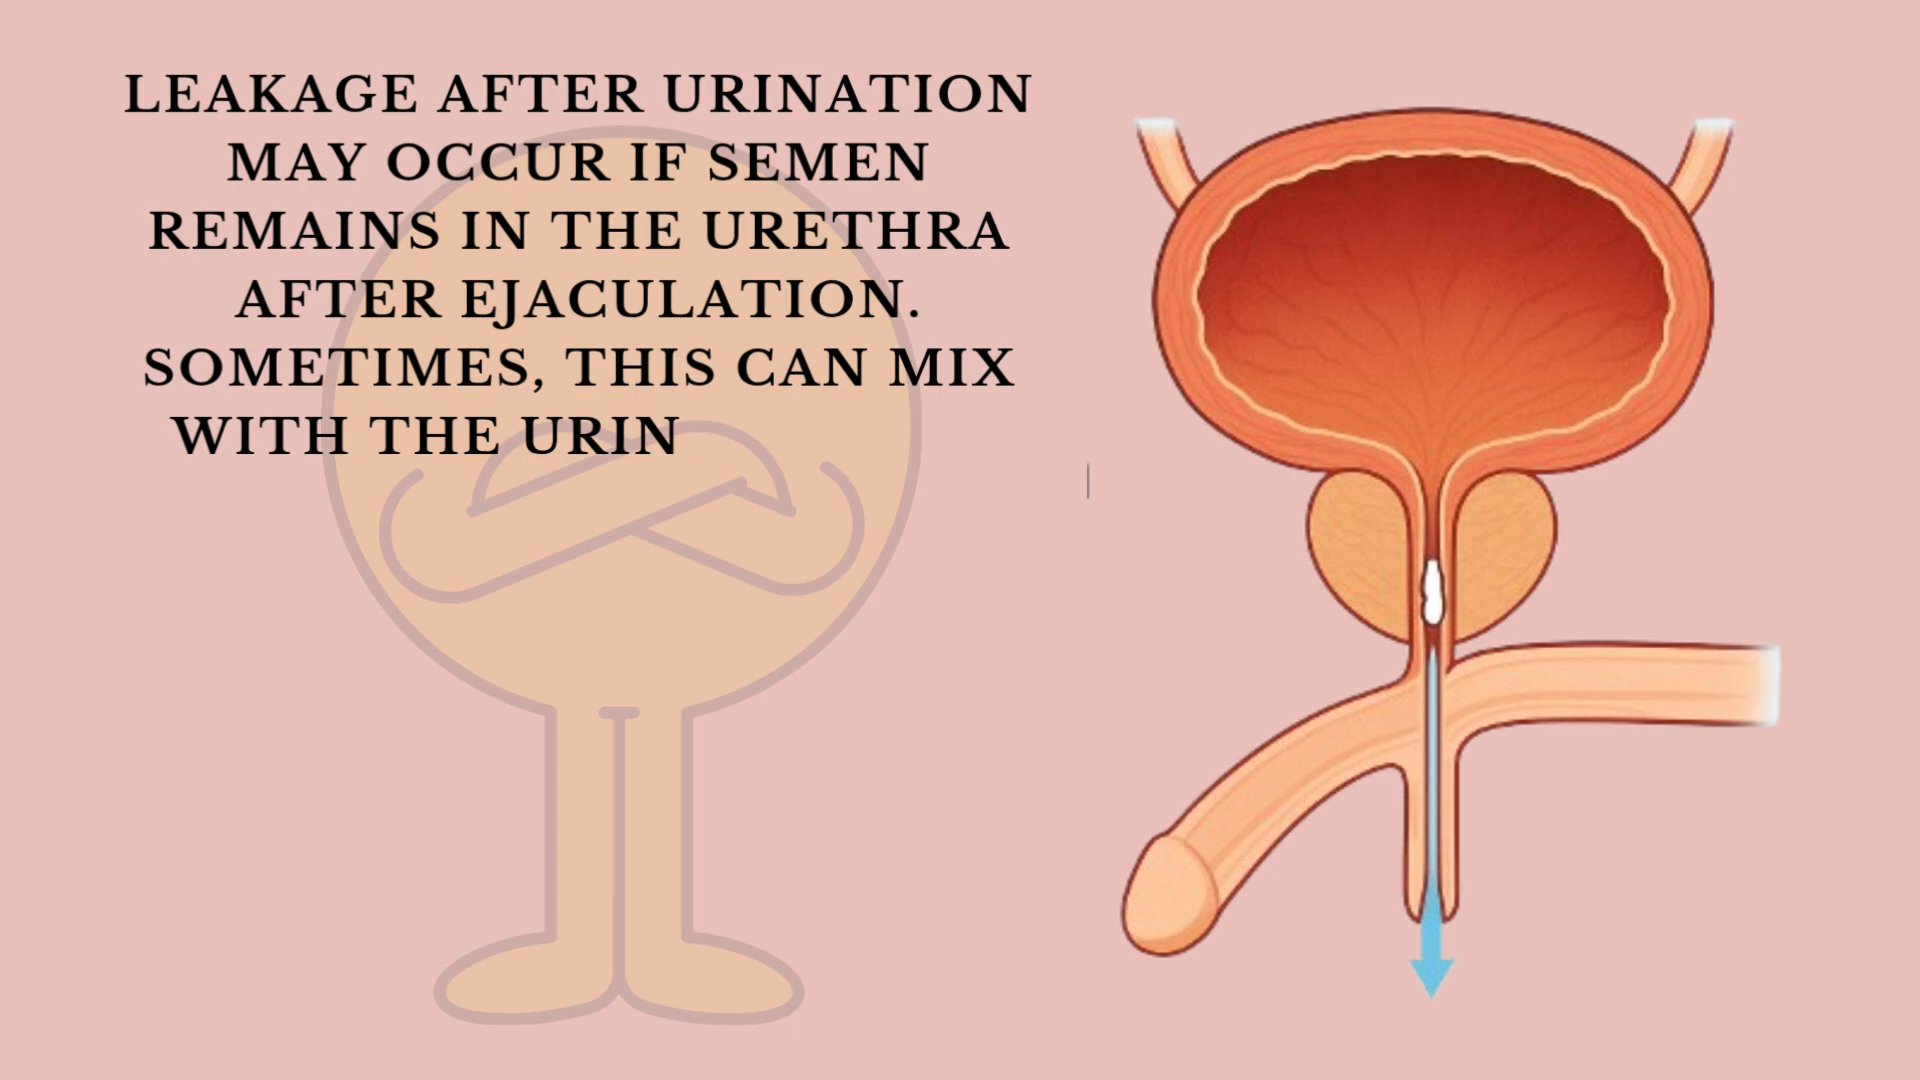 LEAKAGE AFTER URINATION
MAY OCCUR IF SEMEN
REMAINS IN THE URETHRA
AFTER EJACULATION.
SOMETIMES, THIS CAN MIX
WITH THE URIN